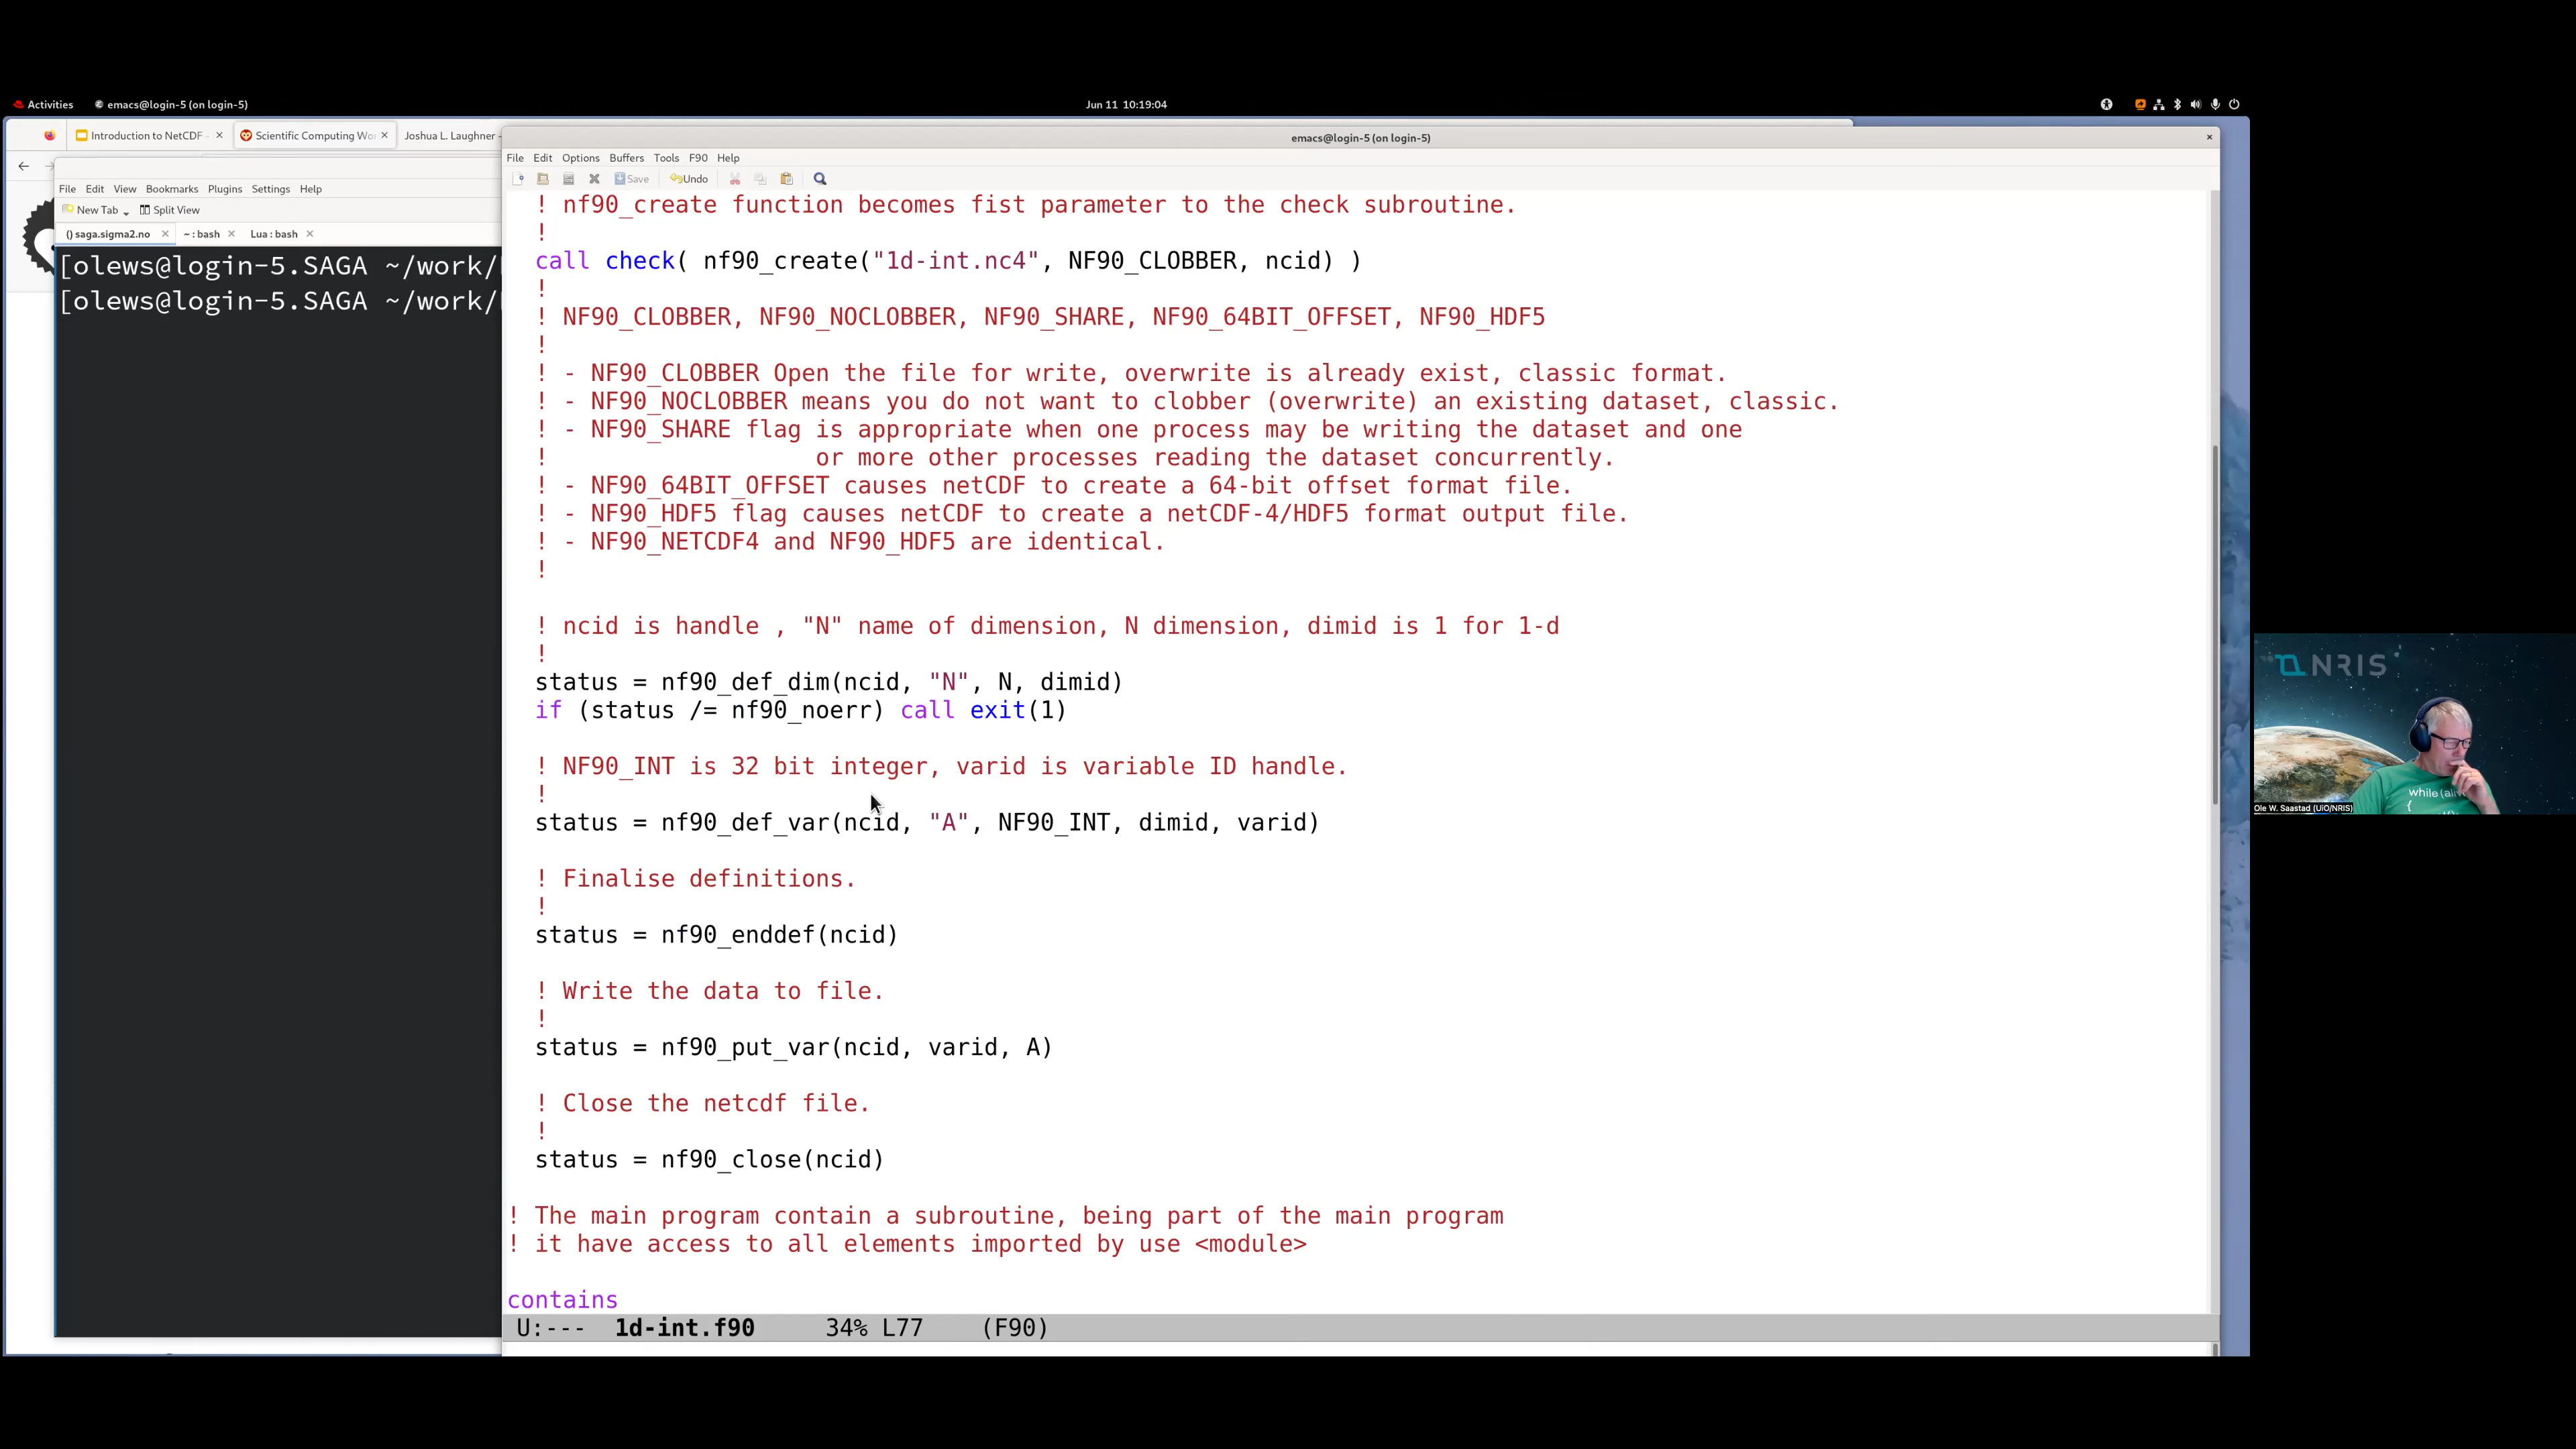 Activities
emacs@login-5 (on login-5)
Jun 11 10:19:04
Introduction to NetCDF
Scientific Computing Wor
Joshua L. Laughner
File Edit View Bookmarks Plugins Settings Help
New Tab Split View
() saga.sigma2.no
~ : bash
Lua : bash
[olews@login-5.SAGA ~/work/
[olews@login-5.SAGA ~/work/
emacs@login-5 (on login-5)
File Edit Options Buffers Tools F90 Help
Save Undo
! nf90_create function becomes fist parameter to the check subroutine.
!
call check( nf90_create("1d-int.nc4", NF90_CLOBBER, ncid) )
!
! NF90_CLOBBER, NF90_NOCLOBBER, NF90_SHARE, NF90_64BIT_OFFSET, NF90_HDF5
!
! - NF90_CLOBBER Open the file for write, overwrite is already exist, classic format.
! - NF90_NOCLOBBER means you do not want to clobber (overwrite) an existing dataset, classic.
! - NF90_SHARE flag is appropriate when one process may be writing the dataset and one
! or more other processes reading the dataset concurrently.
! - NF90_64BIT_OFFSET causes netCDF to create a 64-bit offset format file.
! - NF90_HDF5 flag causes netCDF to create a netCDF-4/HDF5 format output file.
! - NF90_NETCDF4 and NF90_HDF5 are identical.
!
! ncid is handle , "N" name of dimension, N dimension, dimid is 1 for 1-d
!
status = nf90_def_dim(ncid, "N", N, dimid)
if (status /= nf90_noerr) call exit(1)
! NF90_INT is 32 bit integer, varid is variable ID handle.
!
status = nf90_def_var(ncid, "A", NF90_INT, dimid, varid)
! Finalise definitions.
!
status = nf90_enddef(ncid)
! Write the data to file.
!
status = nf90_put_var(ncid, varid, A)
! Close the netcdf file.
!
status = nf90_close(ncid)
! The main program contain a subroutine, being part of the main program
! it have access to all elements imported by use <module>
contains
U:--- 1d-int.f90 34% L77 (F90)
NRIS
while (aliv
{
Ole W. Saastad (UiO/NRIS)